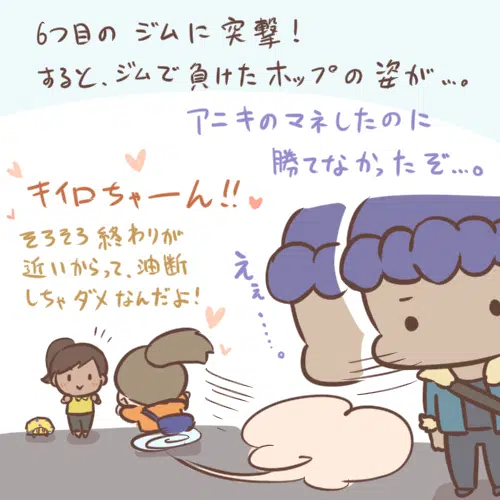 6つ目の ジムに 突撃!
すると、ジムで 負けた ホップの 姿が…。
アニキのマネしたのに
勝てなかったぞ…。
キイロちゃーん!!
そろそろ 終わりが
近いからって、油断
しちゃダメなんだよ!
えぇ……。